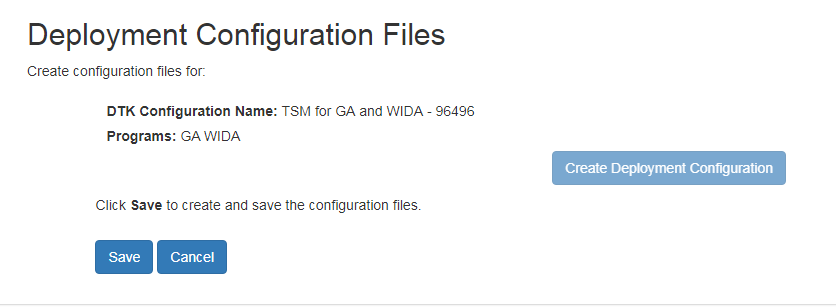 Deployment Configuration Files
Create configuration files for:
DTK Configuration Name: TSM for GA and WIDA - 96496
Programs: GA WIDA
Create Deployment Configuration
Click Save to create and save the configuration files.
Save Cancel